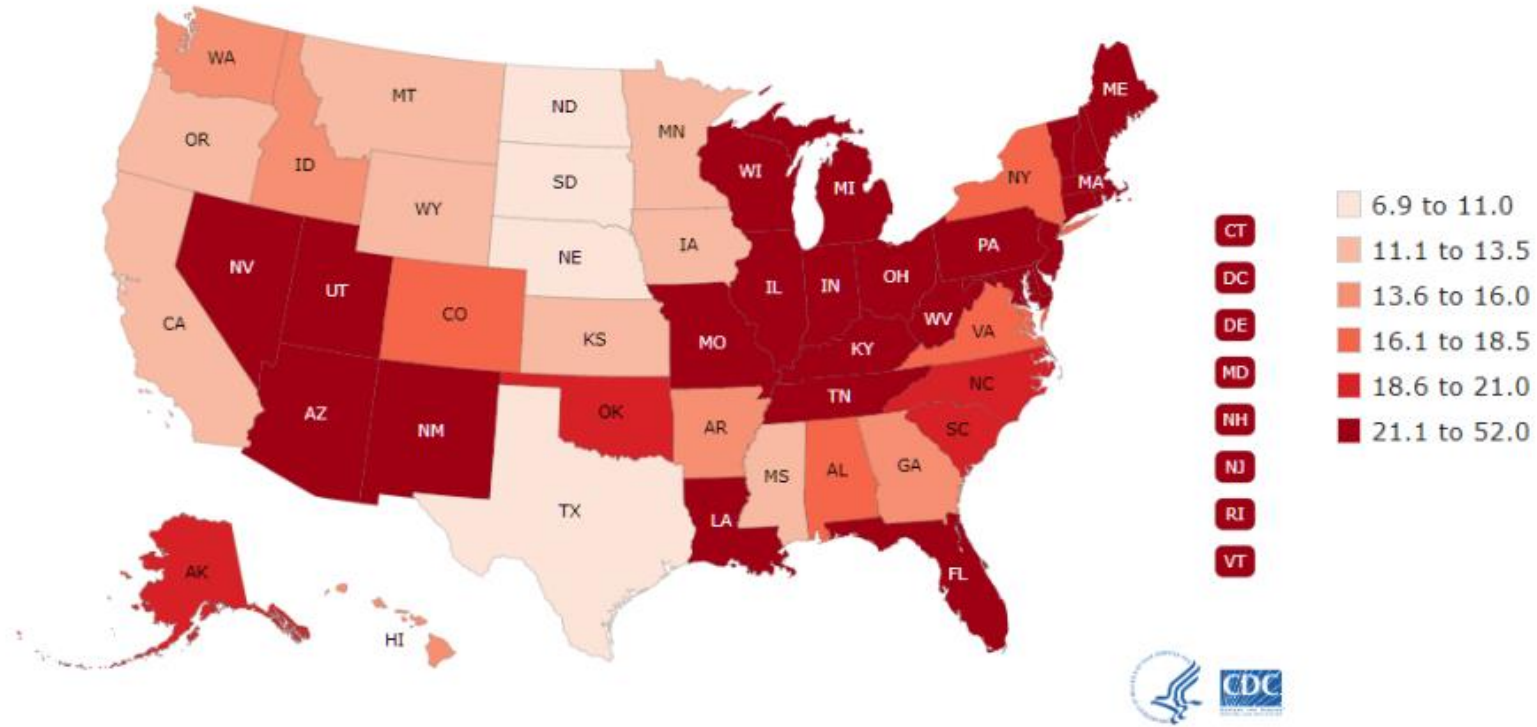 WA
MT
ND
MN
ME
OR
ID
SD
WI
MI
NY
MA
WY
IA
PA
NE
NV
UT
CO
IL
IN
OH
CA
KS
MO
WV
VA
KY
AZ
NM
OK
AR
TN
NC
SC
MS
AL
GA
TX
LA
FL
AK
HI
CT
DC
DE
MD
NH
NJ
RI
VT
6.9 to 11.0
11.1 to 13.5
13.6 to 16.0
16.1 to 18.5
18.6 to 21.0
21.1 to 52.0
CDC